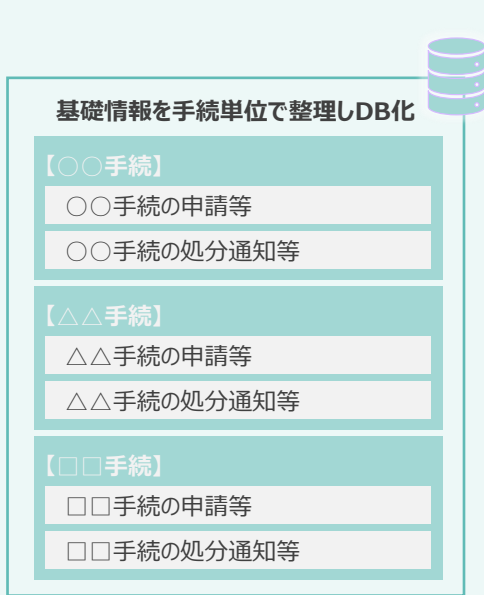 基礎情報を手続単位で整理しDB化
【○○手続】
○○手続の申請等
○○手続の処分通知等
【△△手続】
△△手続の申請等
△△手続の処分通知等
【□□手続】
□□手続の申請等
□□手続の処分通知等